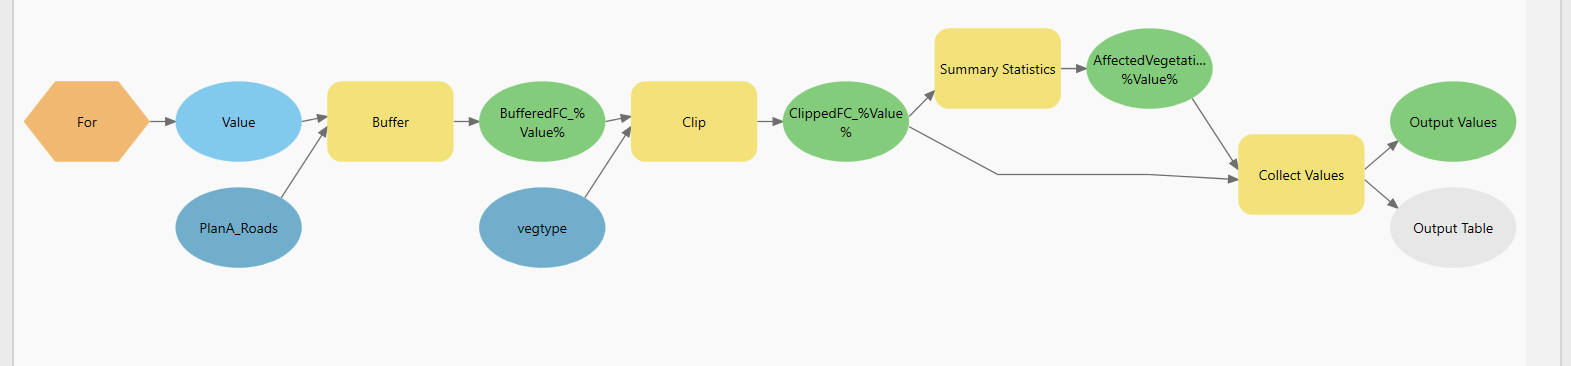 For
Value
PlanA_Roads
Buffer
BufferedFC_%
Value%
vegtype
Clip
ClippedFC_%Value
%
Summary Statistics
AffectedVegetati...
%Value%
Collect Values
Output Values
Output Table